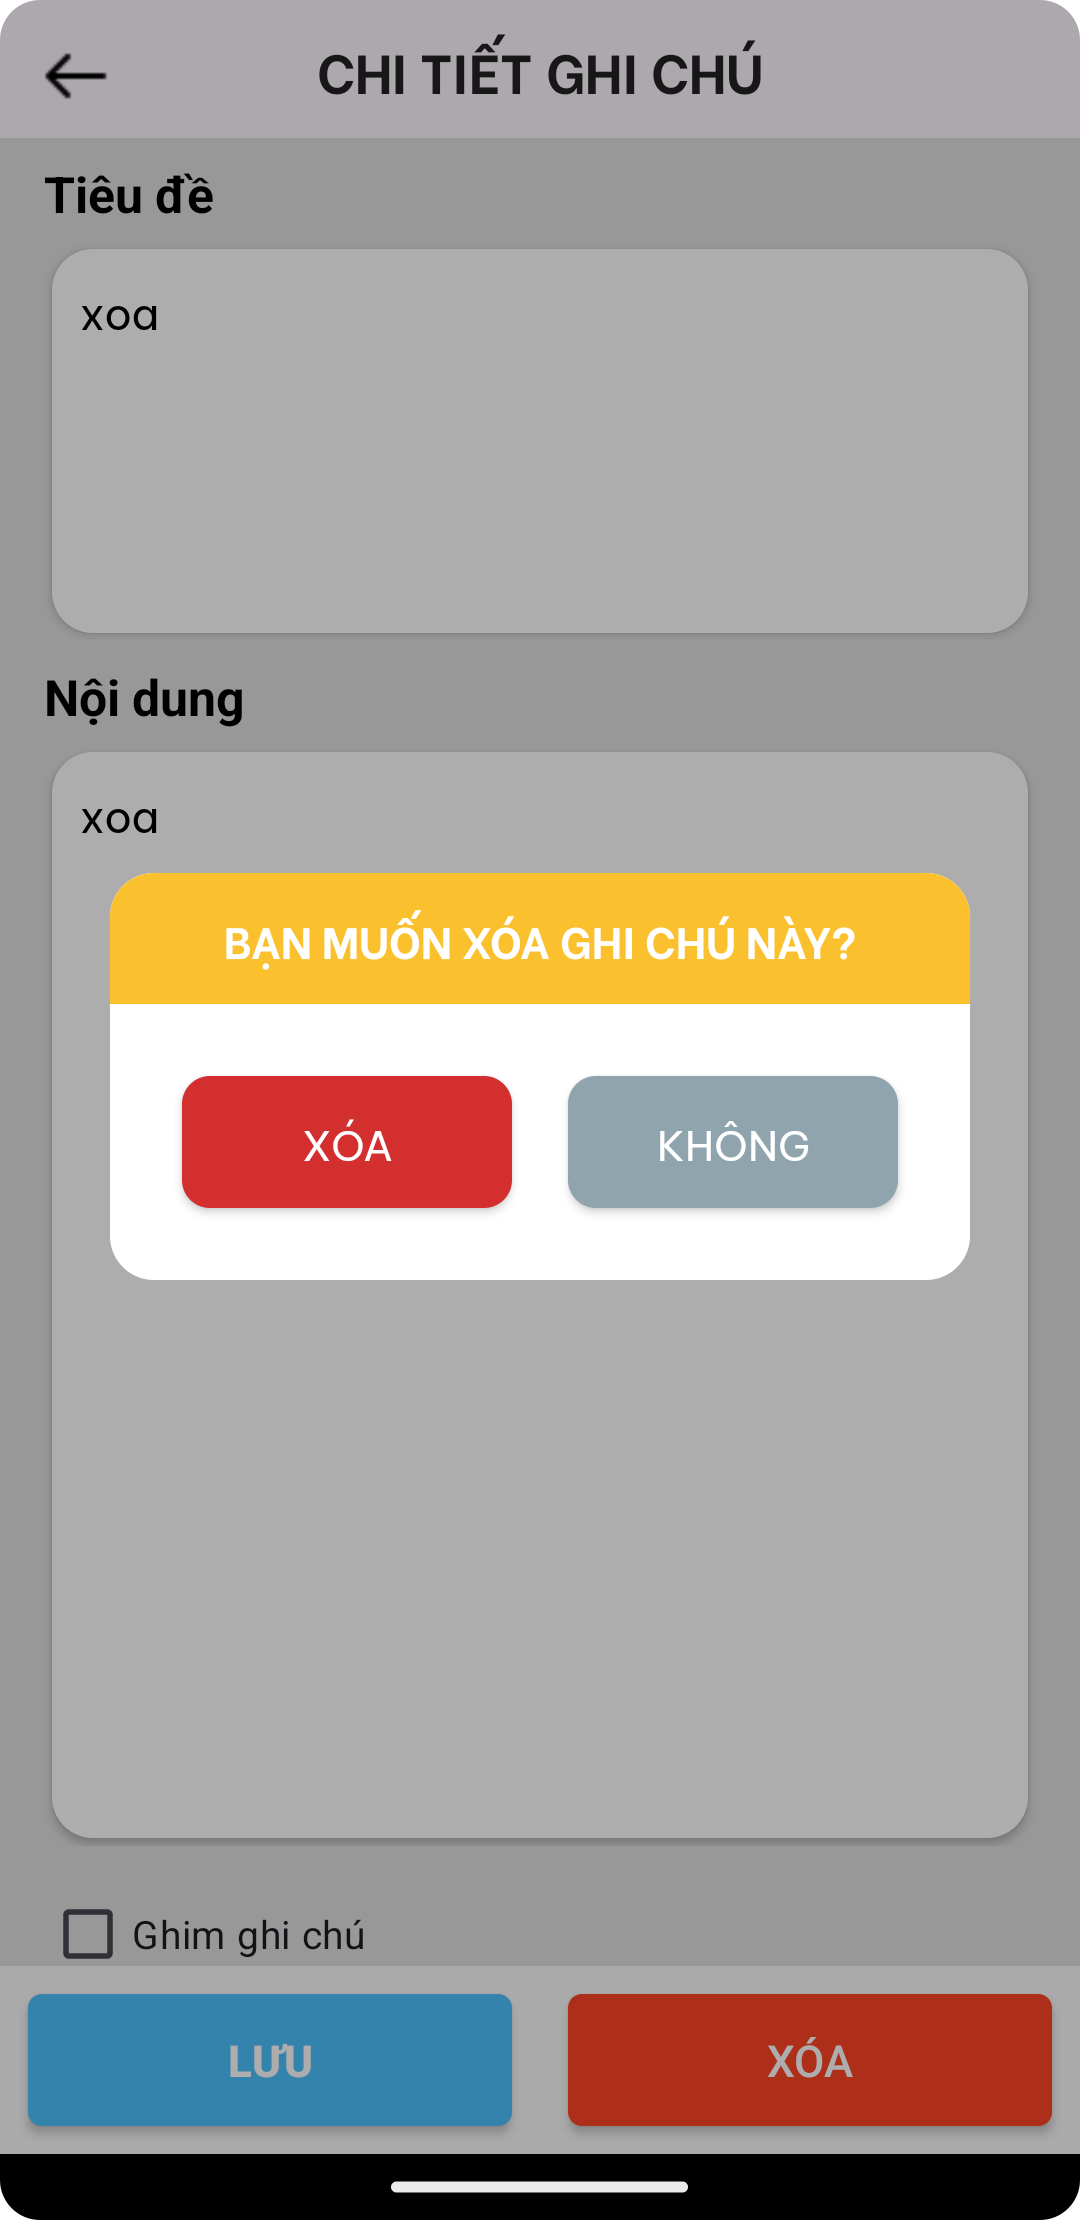 CHI TIẾT GHI CHÚ
Tiêu đề
xoa
Nội dung
xoa
BẠN MUỐN XÓA GHI CHÚ NÀY?
XÓA
KHÔNG
Ghim ghi chú
LƯU
XÓA